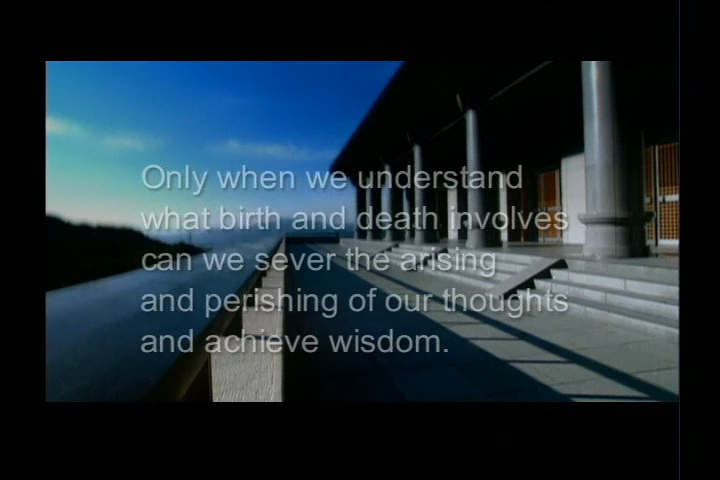 Only when we understand
what birth and death involves
can we sever the arising
and perishing of our thoughts
and achieve wisdom.